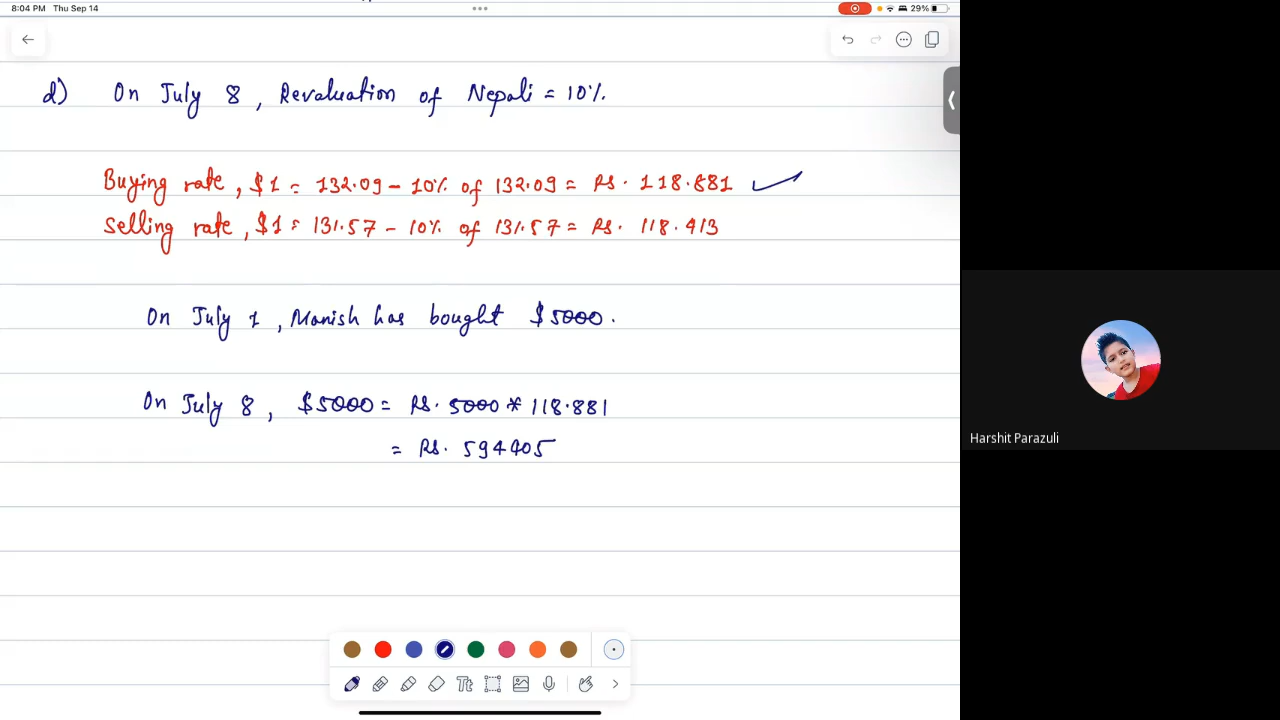 8:04 PM Thu Sep 14
29%
d) On July 8, Revaluation of Nepali = 10%.
Buying rate, $1 = 132.09 - 10% of 132.09 = Rs. 118.881
Selling rate, $1 = 131.57 - 10% of 131.57 = Rs. 118.413
On July 1, Manish has bought $5000.
On July 8, $5000 = Rs. 5000 * 118.881
= Rs. 594405
Tt
Harshit Parazuli